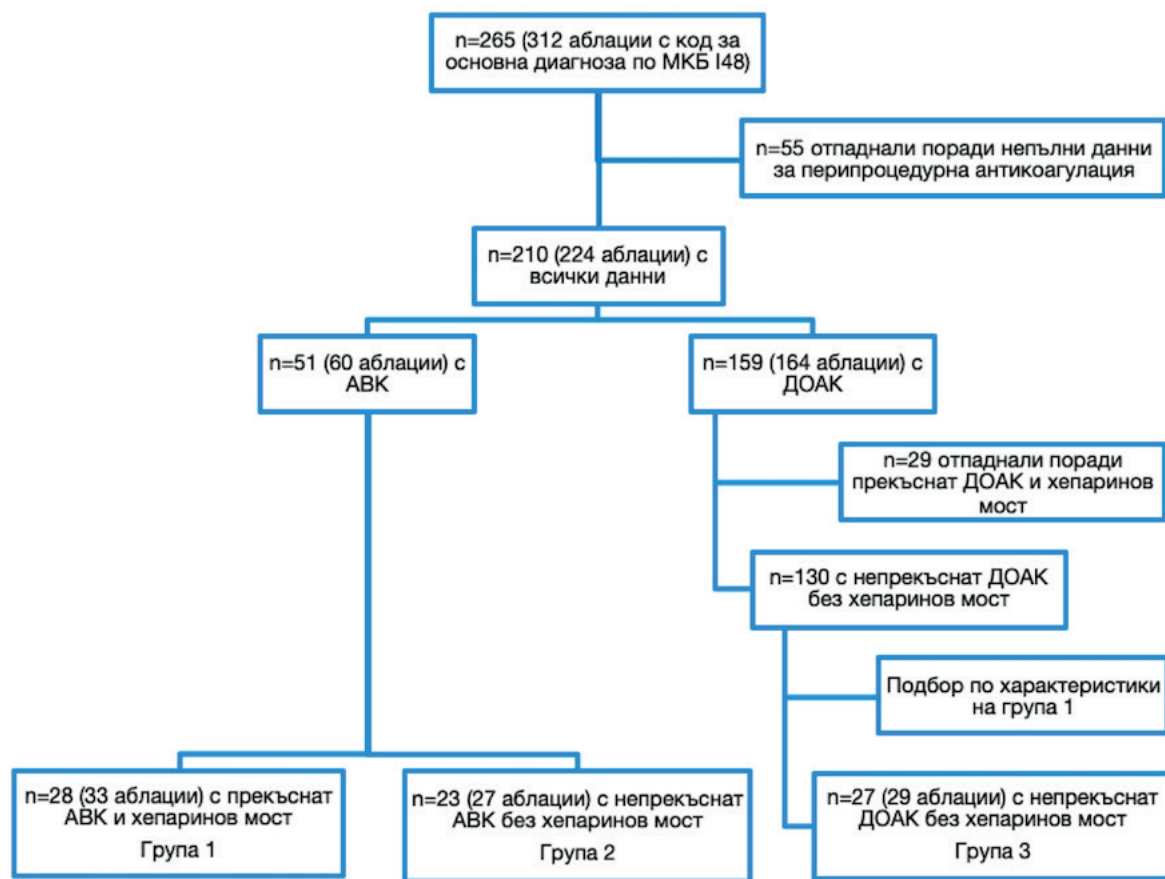 n=265 (312 аблации с код за
основна диагноза по МКБ I48)
n=55 отпаднали поради непълни данни
за перипроцедурна антикоагулация
n=210 (224 аблации) с
всички данни
n=51 (60 аблации) с
АВК
n=159 (164 аблации) с
ДОАК
n=29 отпаднали поради
прекъснат ДОАК и хепаринов
мост
n=130 с непрекъснат ДОАК
без хепаринов мост
Подбор по характеристики
на група 1
n=28 (33 аблации) с прекъснат
АВК и хепаринов мост
Група 1
n=23 (27 аблации) с непрекъснат
АВК без хепаринов мост
Група 2
n=27 (29 аблации) с непрекъснат
ДОАК без хепаринов мост
Група 3